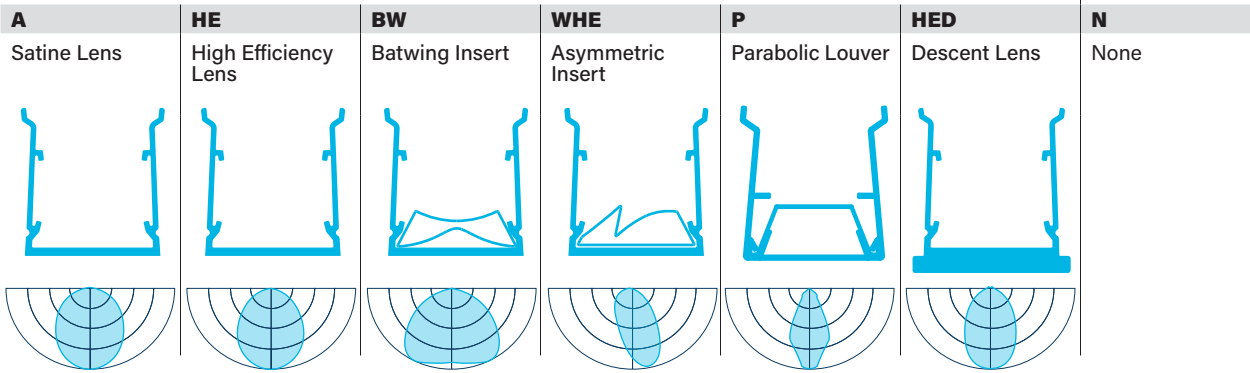 A
HE
BW
WHE
P
HED
N
Satine Lens
High Efficiency
Lens
Batwing Insert
Asymmetric
Insert
Parabolic Louver
Descent Lens
None